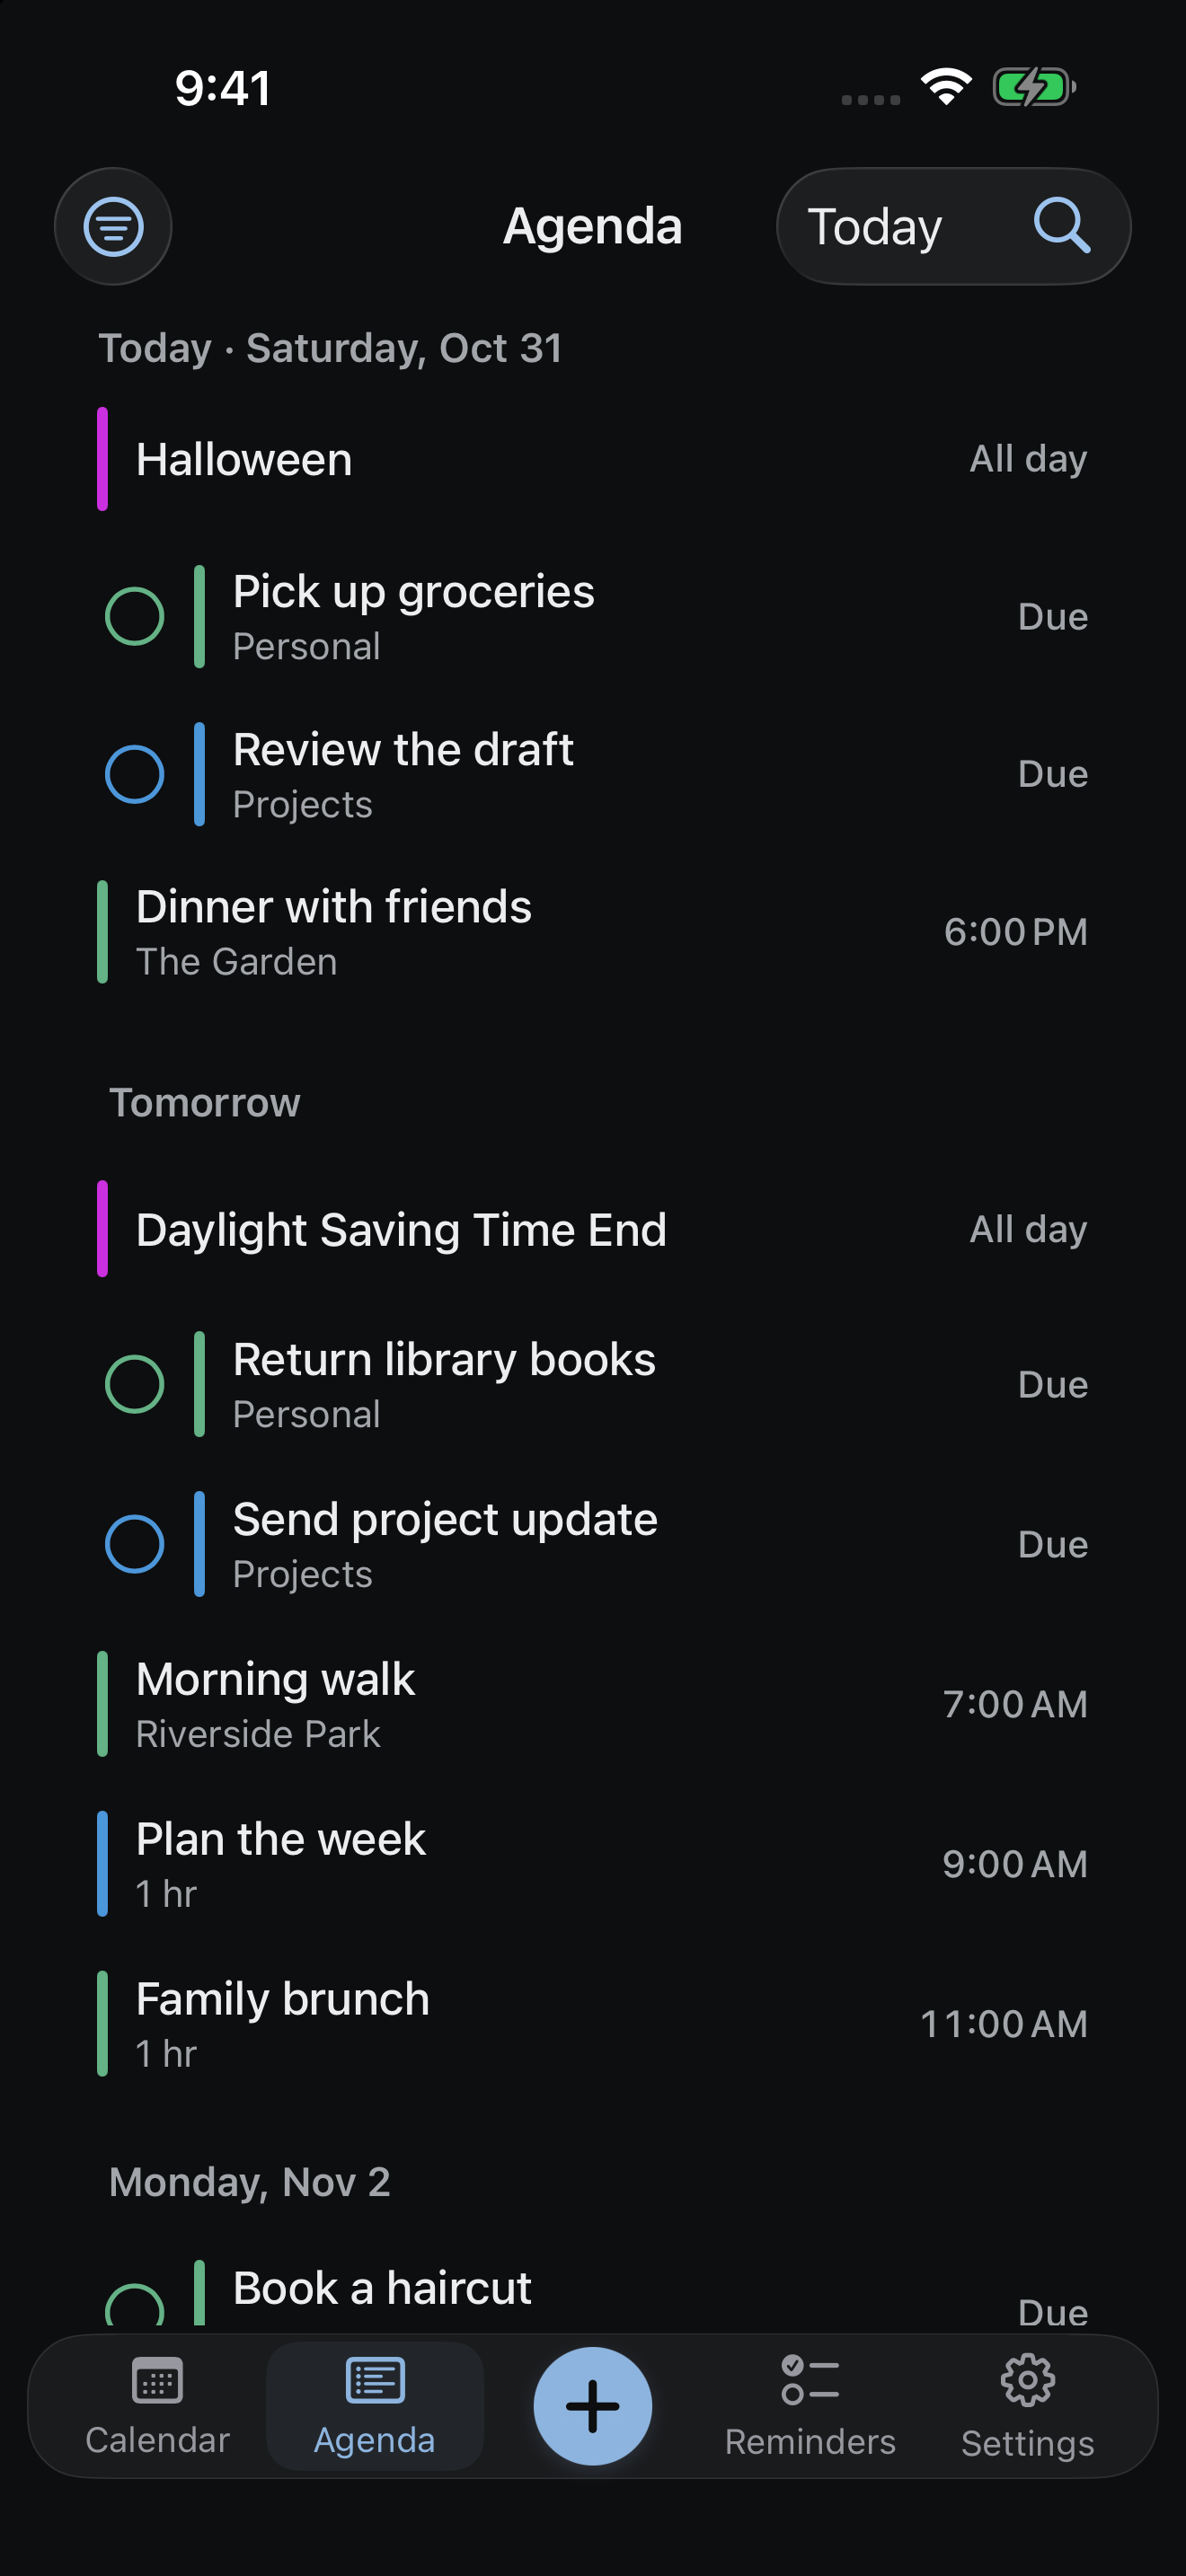 9:41
Agenda
Today
Today · Saturday, Oct 31
Halloween
All day
Pick up groceries
Personal
Due
Review the draft
Projects
Due
Dinner with friends
The Garden
6:00 PM
Tomorrow
Daylight Saving Time End
All day
Return library books
Personal
Due
Send project update
Projects
Due
Morning walk
Riverside Park
7:00 AM
Plan the week
1 hr
9:00 AM
Family brunch
1 hr
11:00 AM
Monday, Nov 2
Book a haircut
Due
Calendar
Agenda
Reminders
Settings